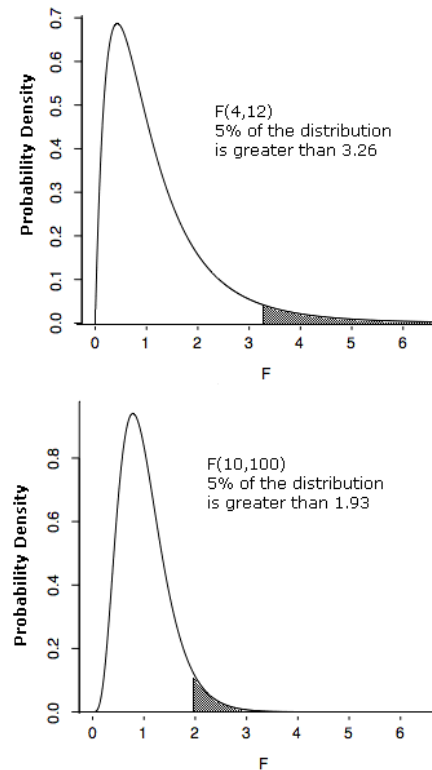 0.7
0.6
0.5
0.4
0.3
0.2
0.1
0.0
Probability Density
F(4,12)
5% of the distribution
is greater than 3.26
0 1 2 3 4 5 6
F
0.8
0.6
0.4
0.2
0.0
Probability Density
F(10,100)
5% of the distribution
is greater than 1.93
0 1 2 3 4 5 6
F